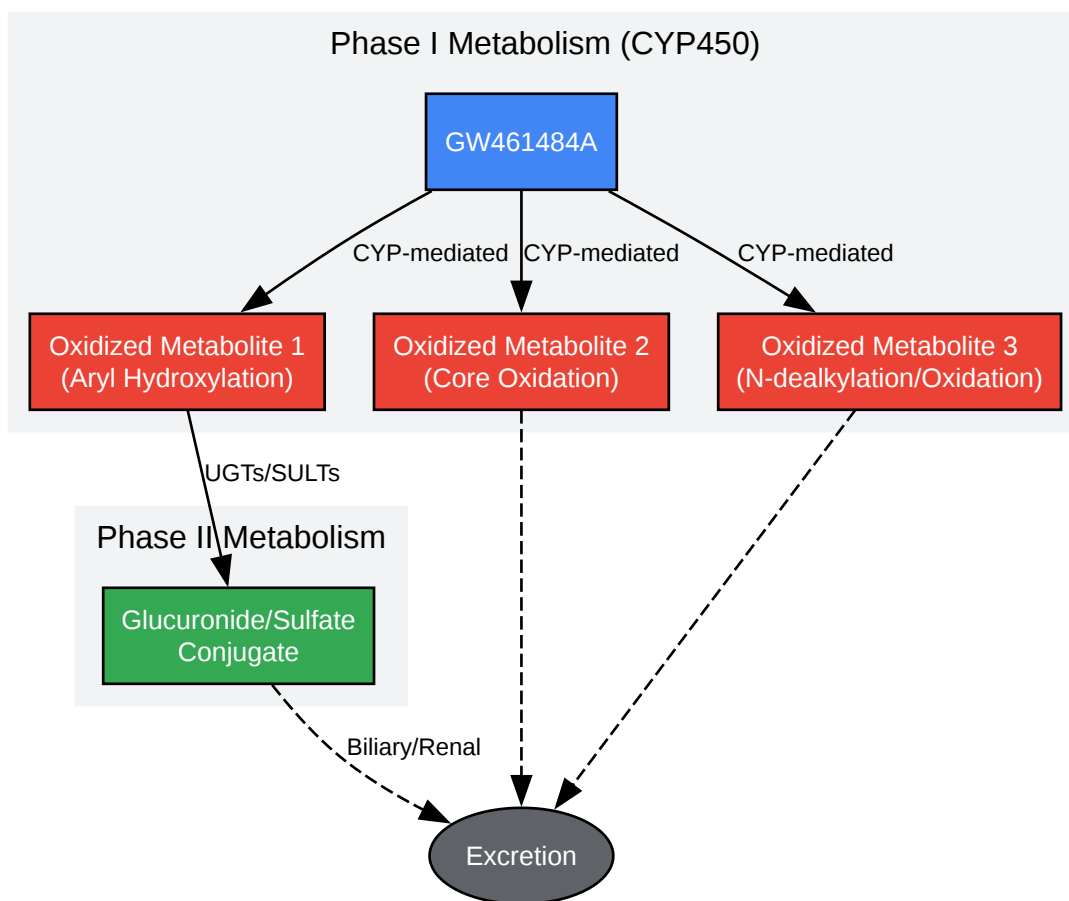 Phase I Metabolism (CYP450)
GW461484A
CYP-mediated
CYP-mediated
CYP-mediated
Oxidized Metabolite 1
(Aryl Hydroxylation)
Oxidized Metabolite 2
(Core Oxidation)
Oxidized Metabolite 3
(N-dealkylation/Oxidation)
UGTs/SULTs
Phase II Metabolism
Glucuronide/Sulfate
Conjugate
Biliary/Renal
Excretion